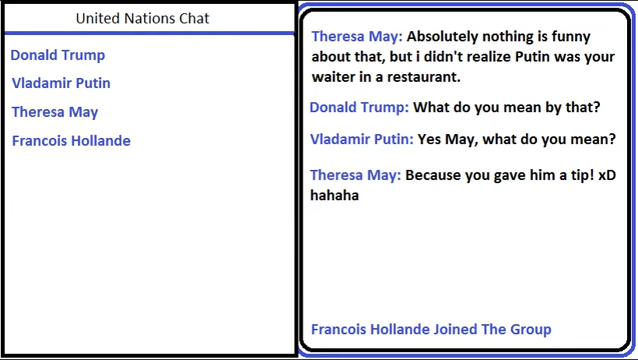 United Nations Chat
Donald Trump
Vladamir Putin
Theresa May
Francois Hollande
Theresa May: Absolutely nothing is funny
about that, but i didn't realize Putin was your
waiter in a restaurant.
Donald Trump: What do you mean by that?
Vladamir Putin: Yes May, what do you mean?
Theresa May: Because you gave him a tip! xD
hahaha
Francois Hollande Joined The Group